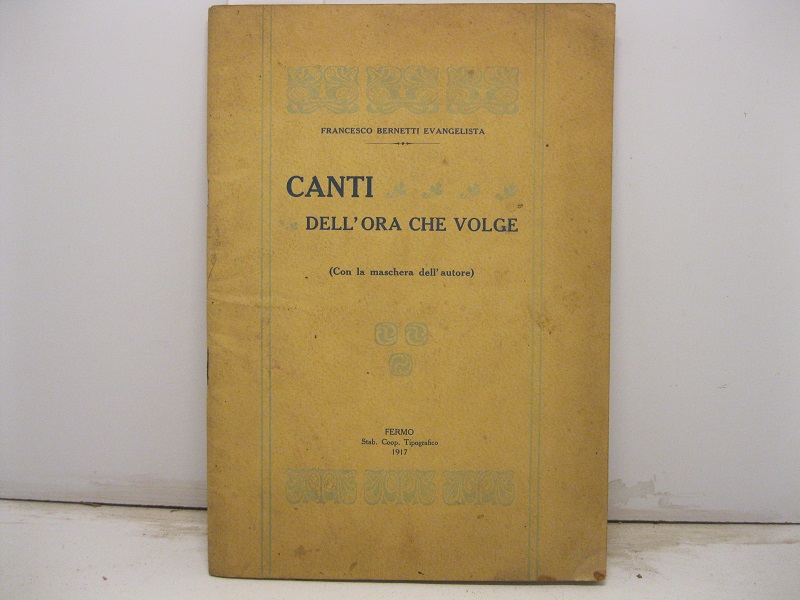 FRANCESCO BERNETTI EVANGELISTA
CANTI
DELL'ORA CHE VOLGE
(Con la maschera dell'autore)
FERMO
Stab. Coop. Tipografico
1917